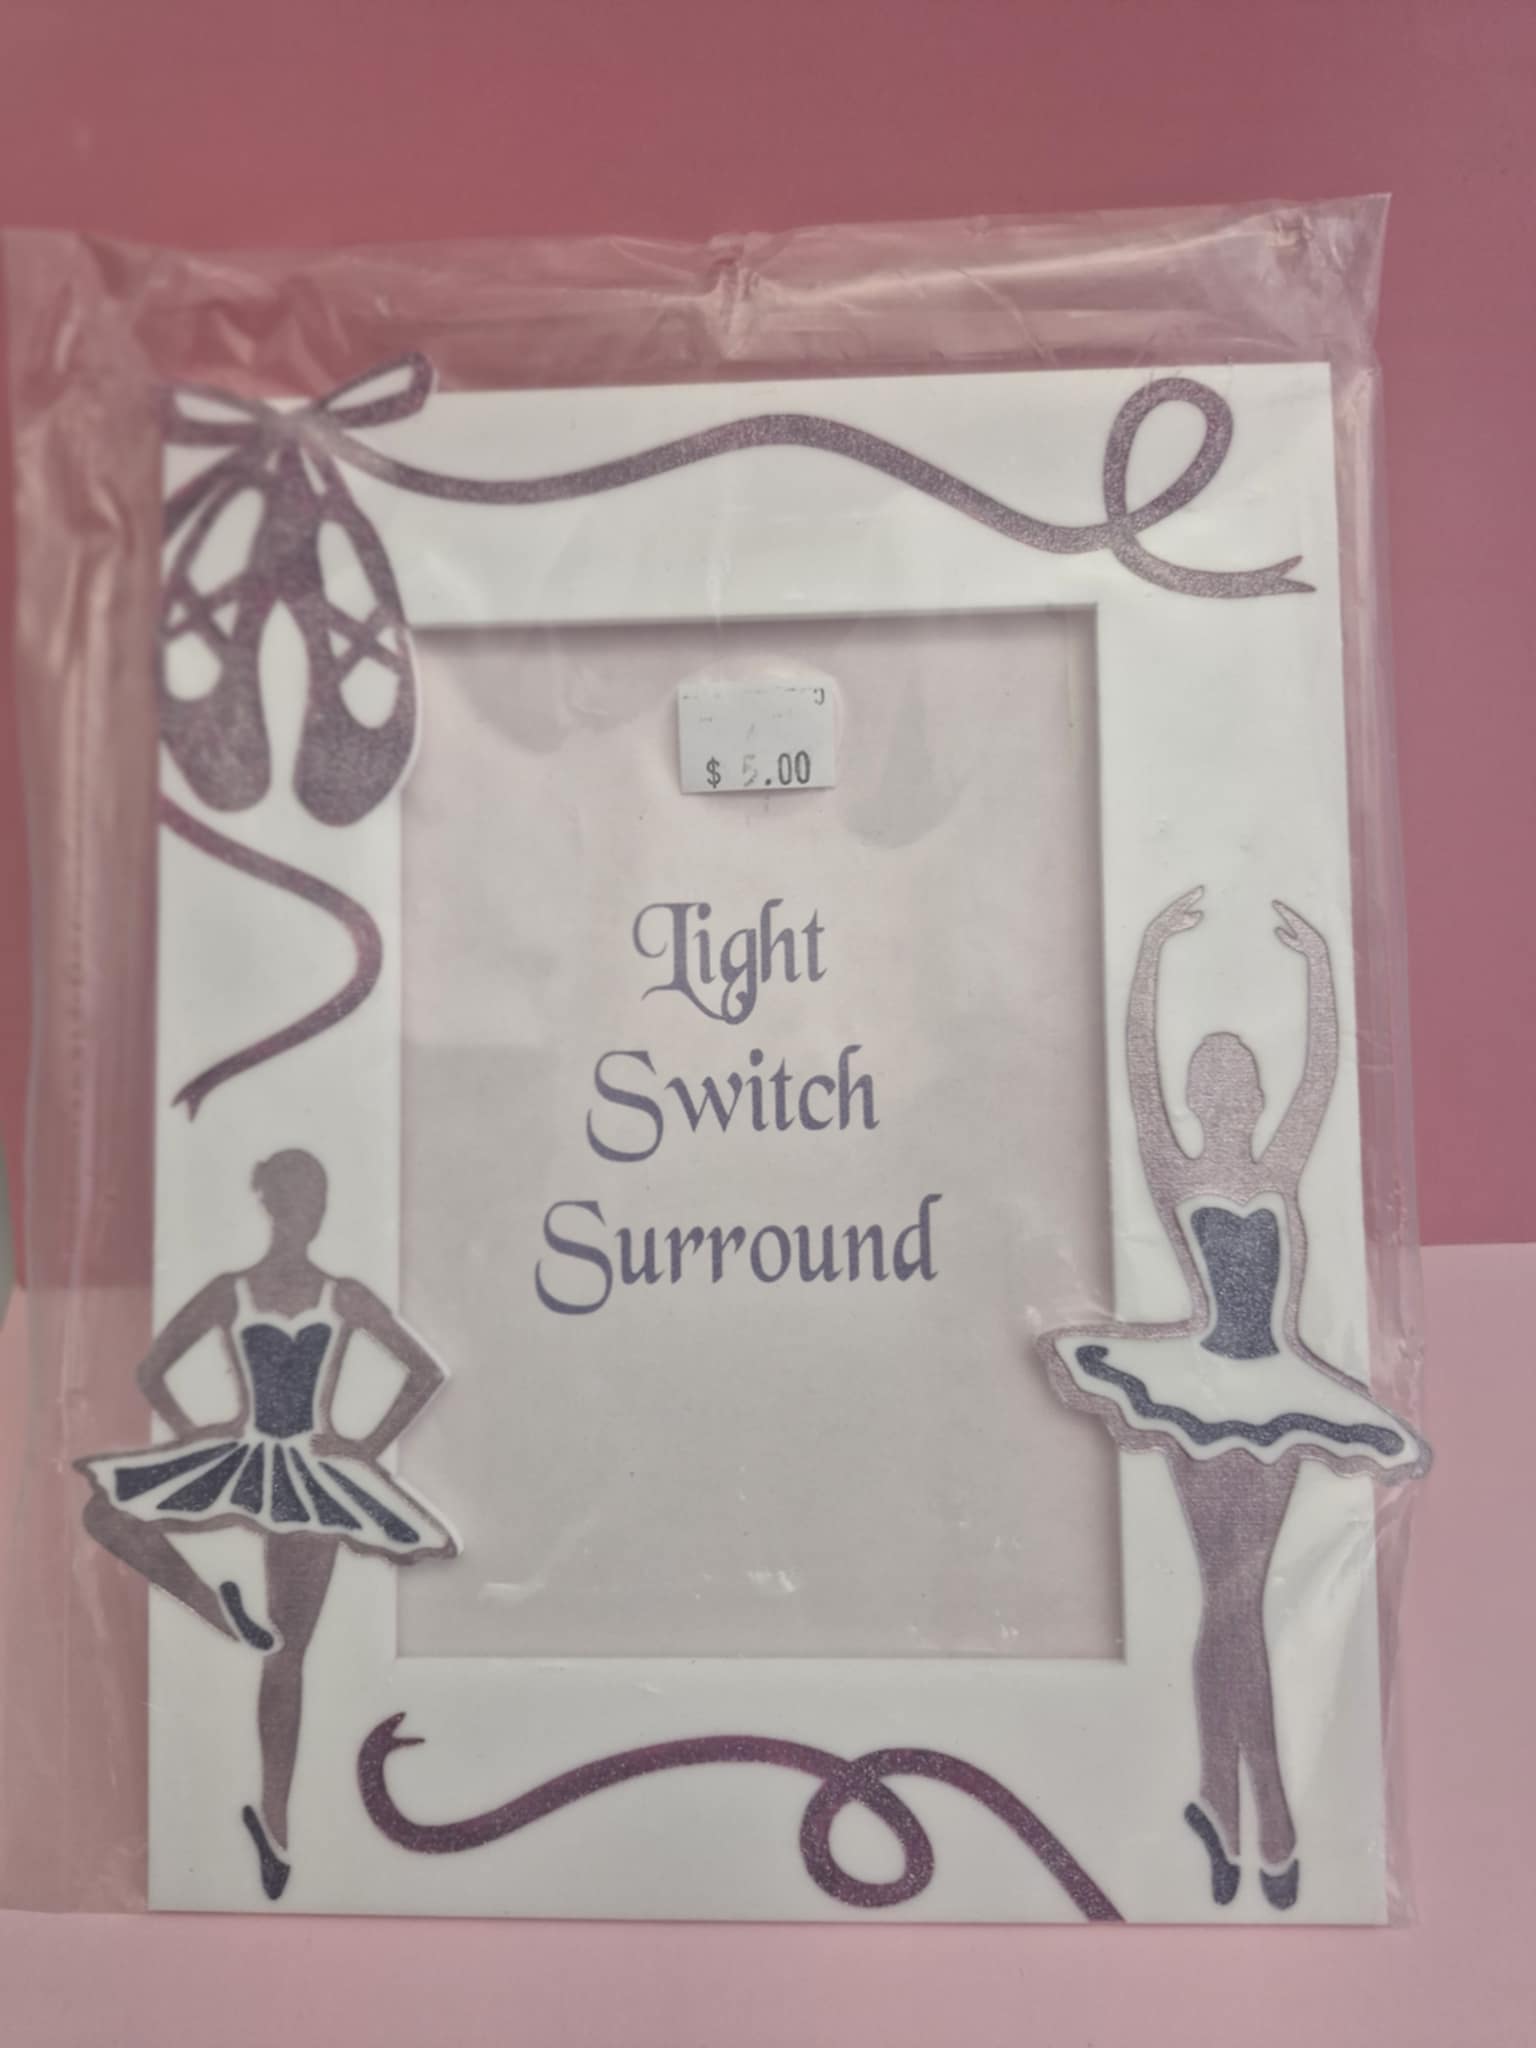 $ 5.00
Light
Switch
Surround